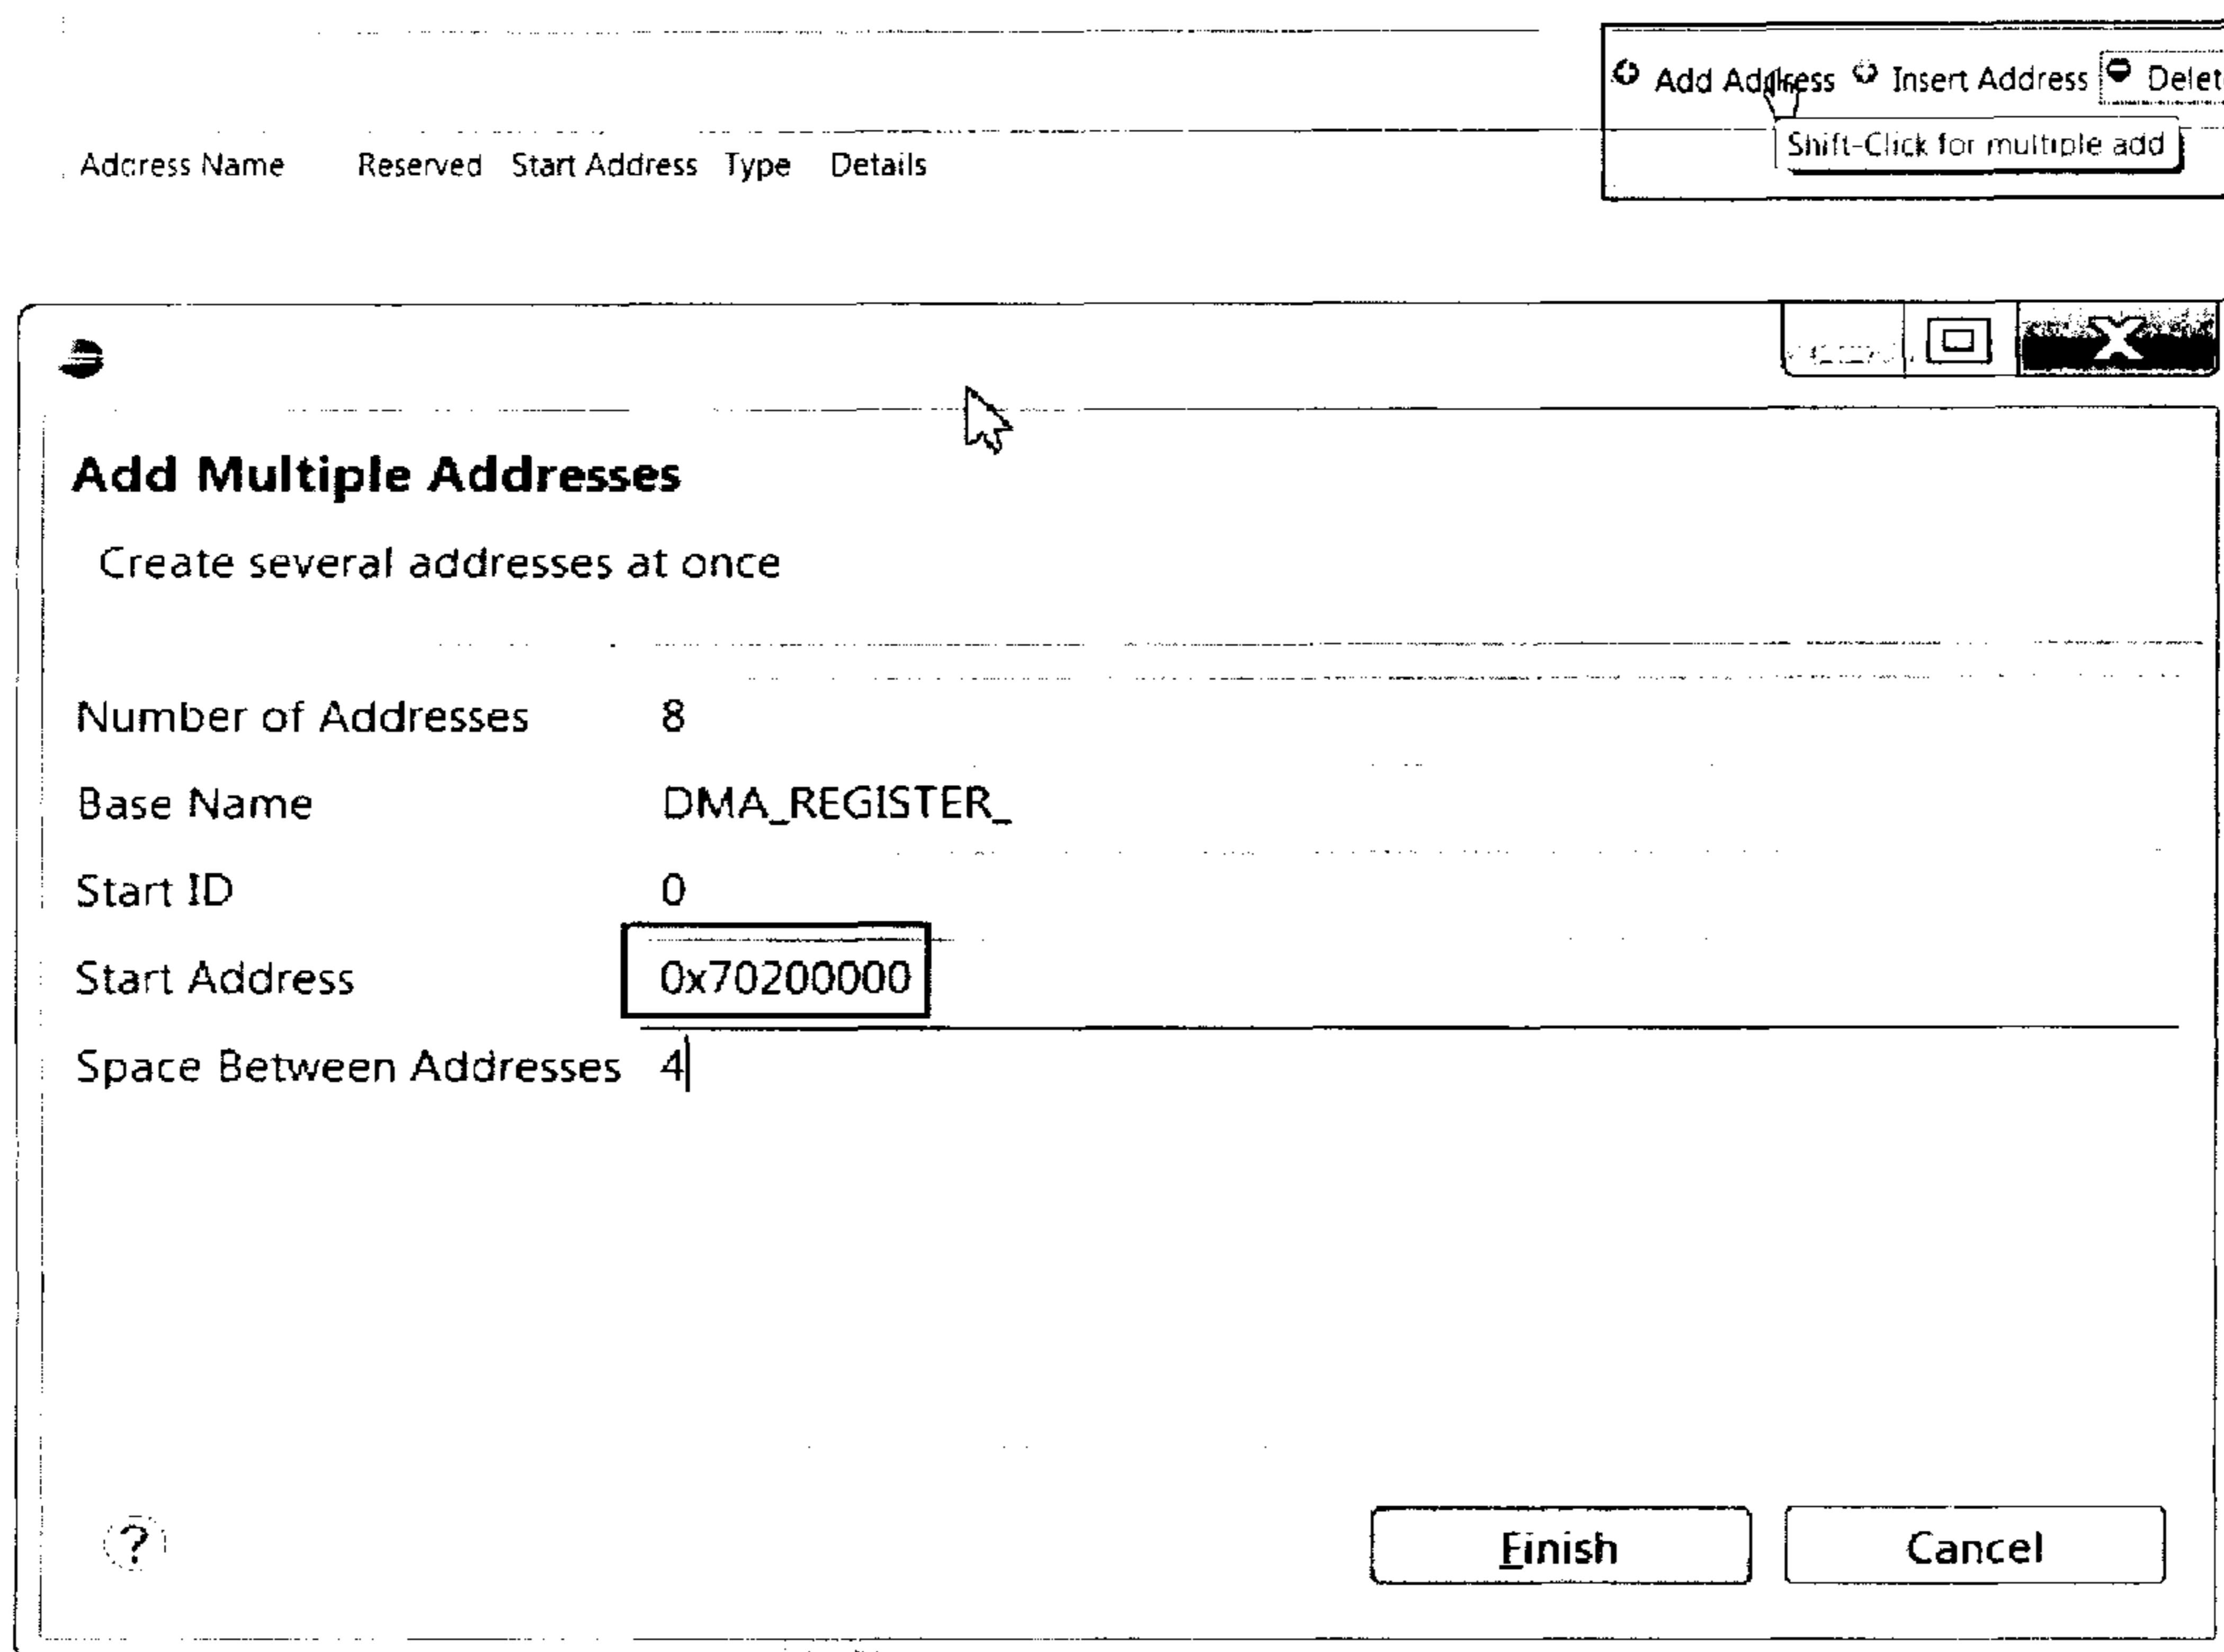 Add Address Insert Address Delet
Shift-Click for multiple add
Address Name Reserved Start Address Type Details
Add Multiple Addresses
Create several addresses at once
Number of Addresses 8
Base Name DMA_REGISTER_
Start ID 0
Start Address 0x70200000
Space Between Addresses 4
? Finish Cancel